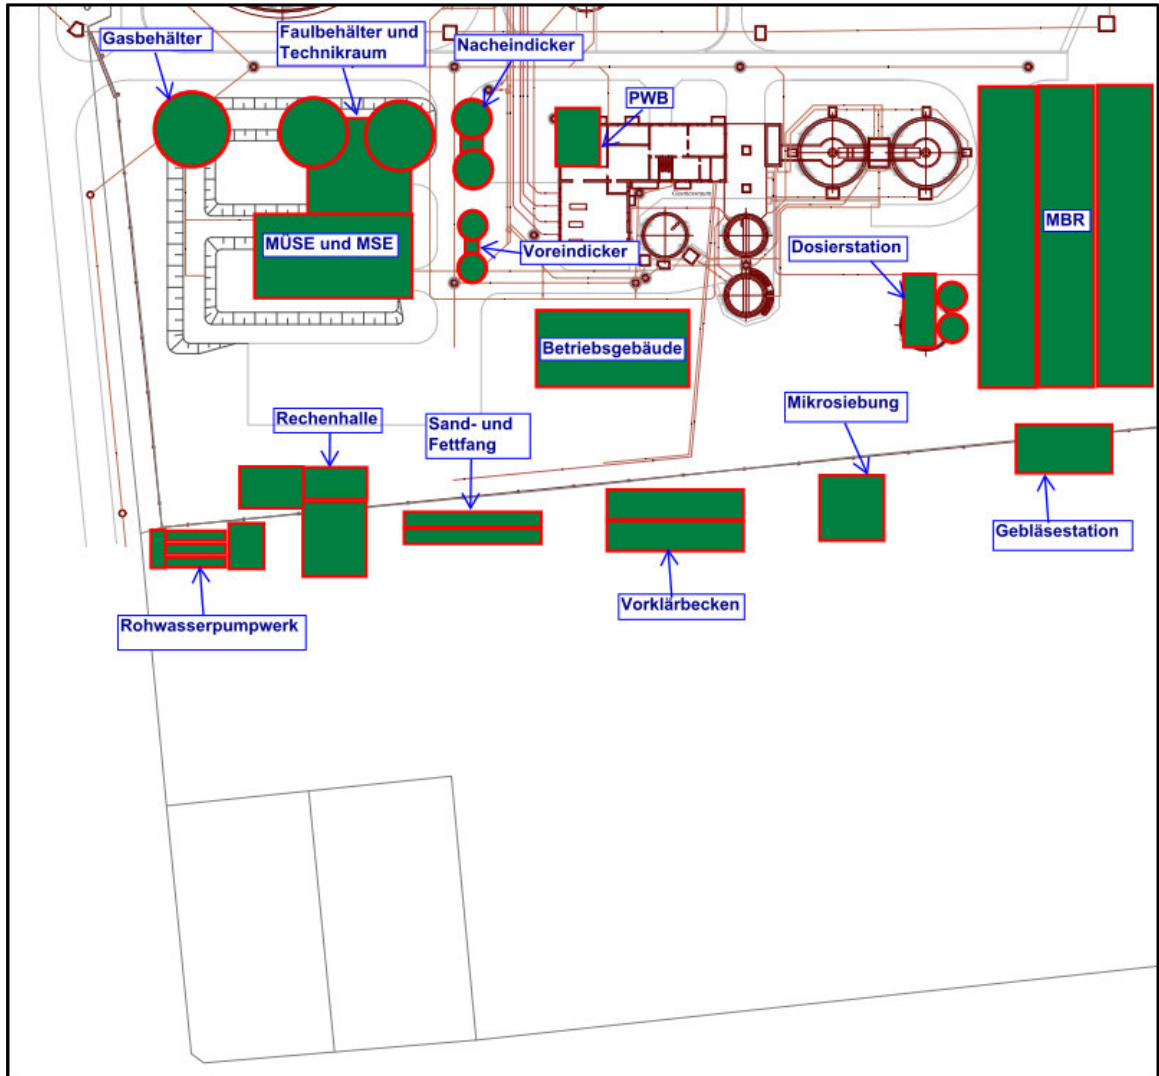 Gasbehälter
Faulbehälter und
Technikraum
Nacheindicker
PWB
Gasmessraum
MÜSE und MSE
Voreindicker
Dosierstation
MBR
Betriebsgebäude
Rechenhalle
Sand- und
Fettfang
Mikrosiebung
Gebläsestation
Vorklärbecken
Rohwasserpumpwerk